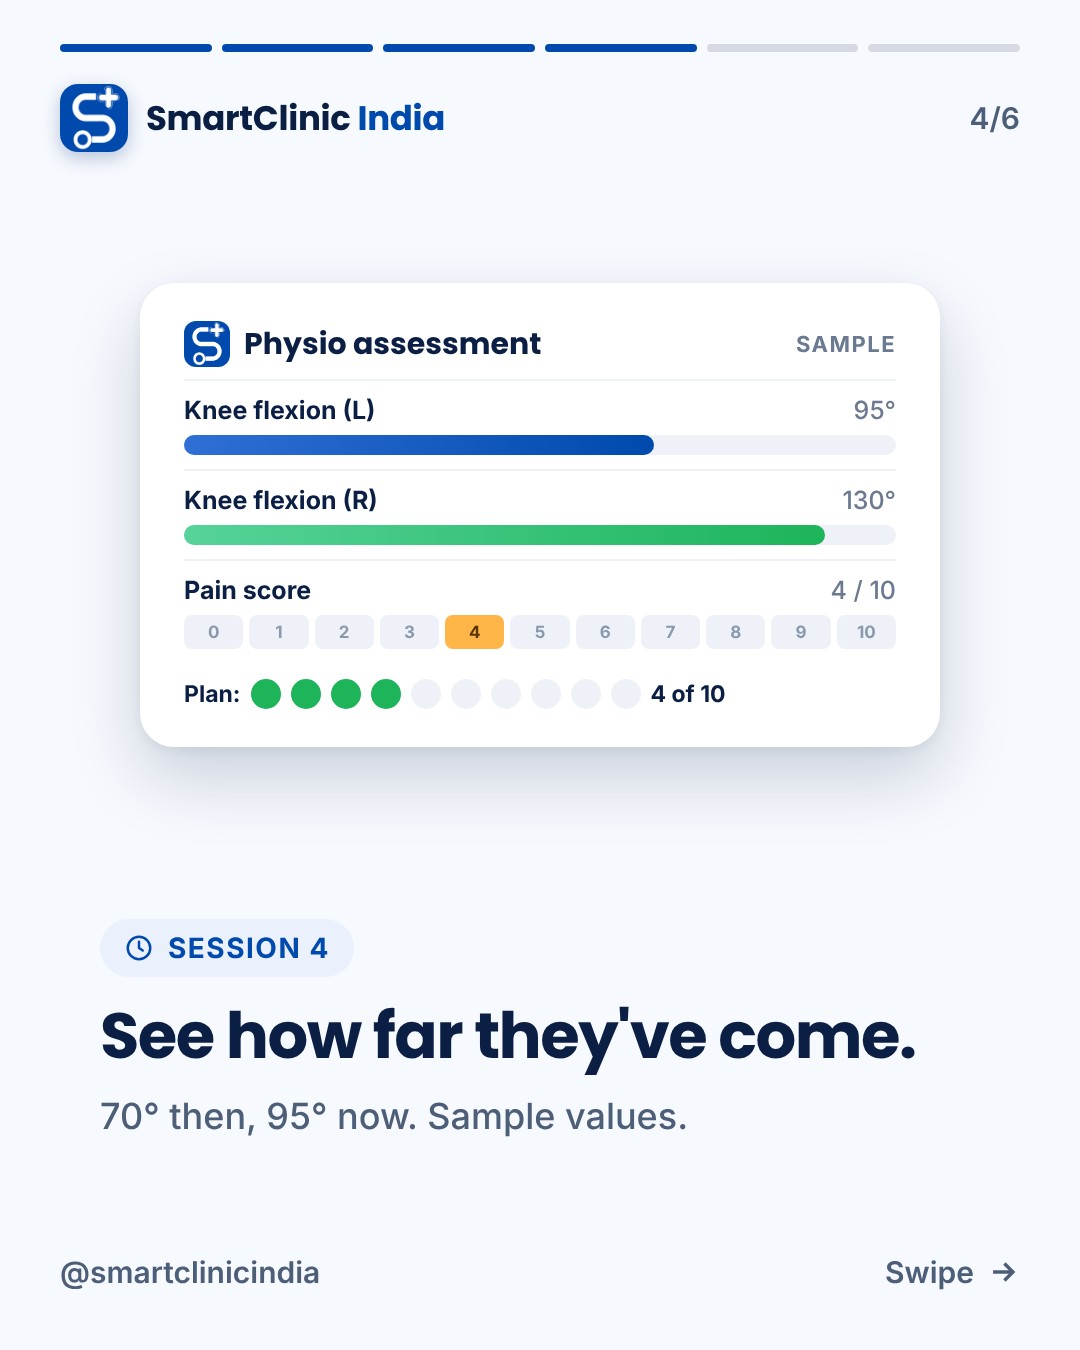 SmartClinic India
4/6
Physio assessment
SAMPLE
Knee flexion (L)
95°
Knee flexion (R)
130°
Pain score
4 / 10
0 1 2 3 4 5 6 7 8 9 10
Plan: 4 of 10
SESSION 4
See how far they've come.
70° then, 95° now. Sample values.
@smartclinicindia
Swipe →